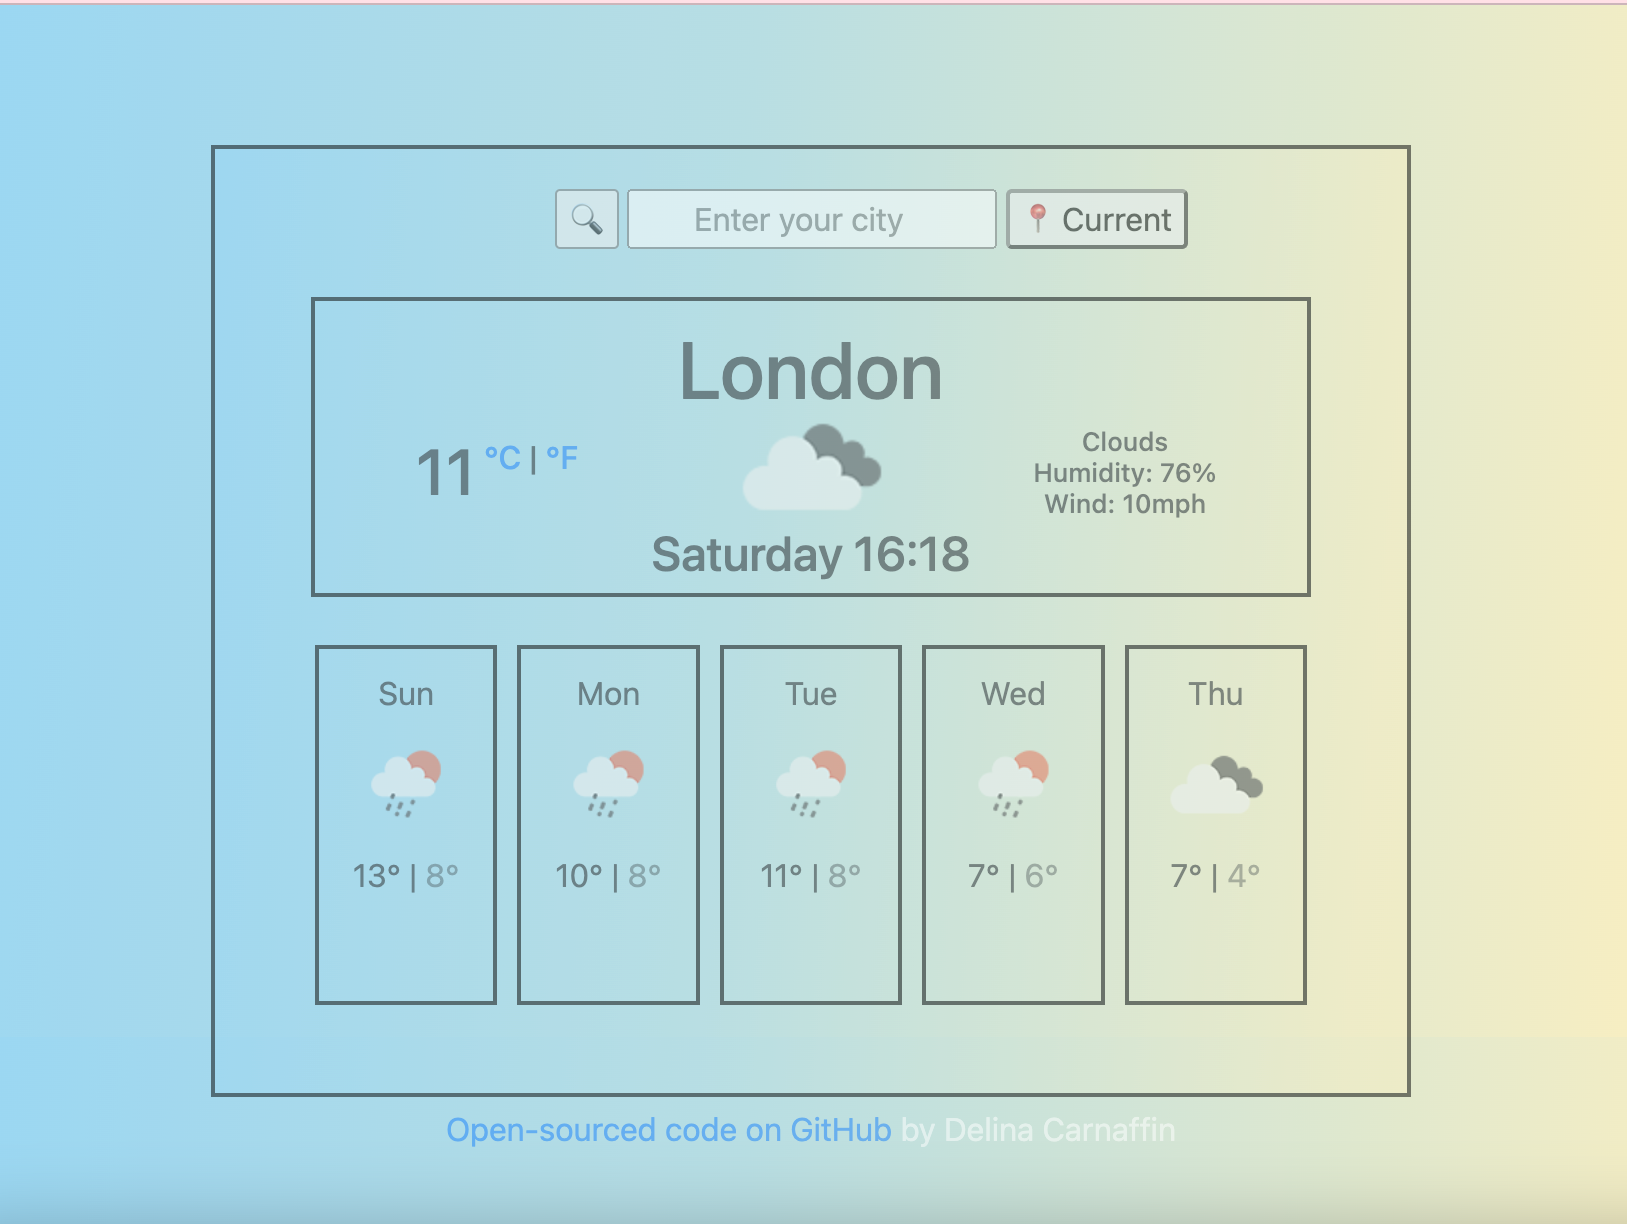 Enter your city
Current
London
11 °C | °F
Clouds
Humidity: 76%
Wind: 10mph
Saturday 16:18
Sun
13° | 8°
Mon
10° | 8°
Tue
11° | 8°
Wed
7° | 6°
Thu
7° | 4°
Open-sourced code on GitHub by Delina Carnaffin